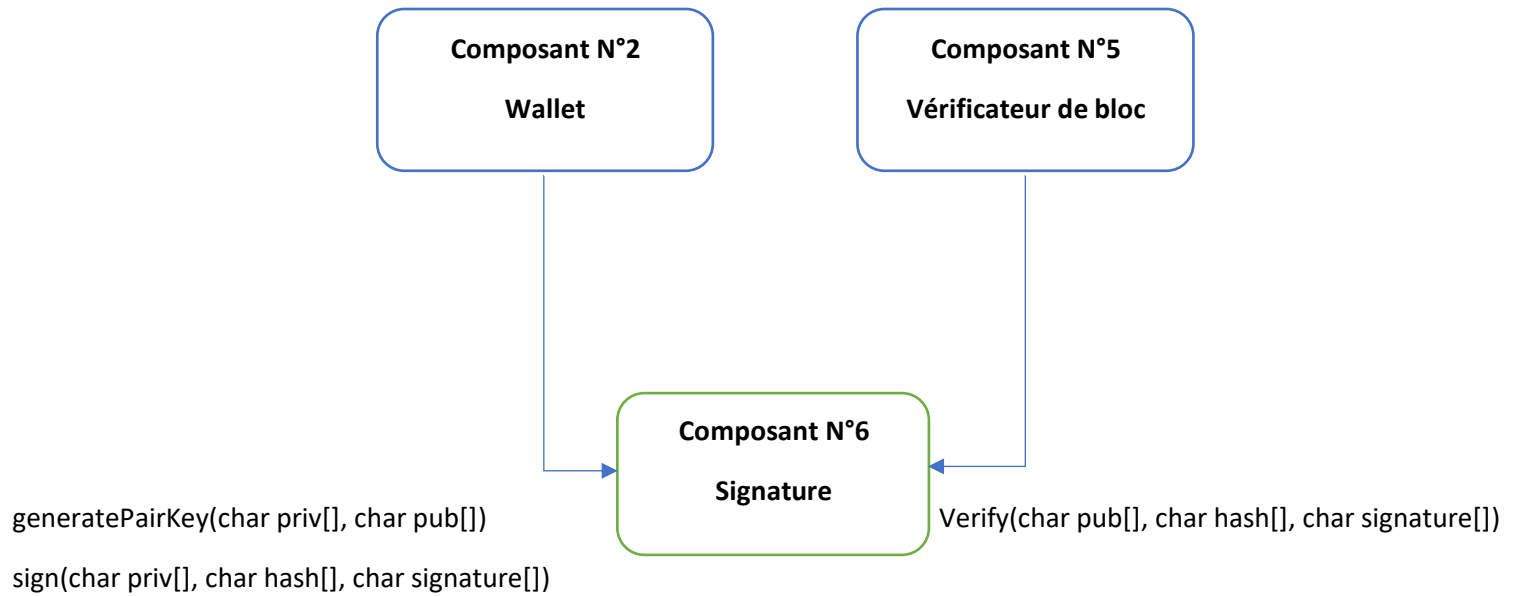 Composant N°2
Wallet
Composant N°5
Vérificateur de bloc
Composant N°6
Signature
generatePairKey(char priv[], char pub[])
sign(char priv[], char hash[], char signature[])
Verify(char pub[], char hash[], char signature[])